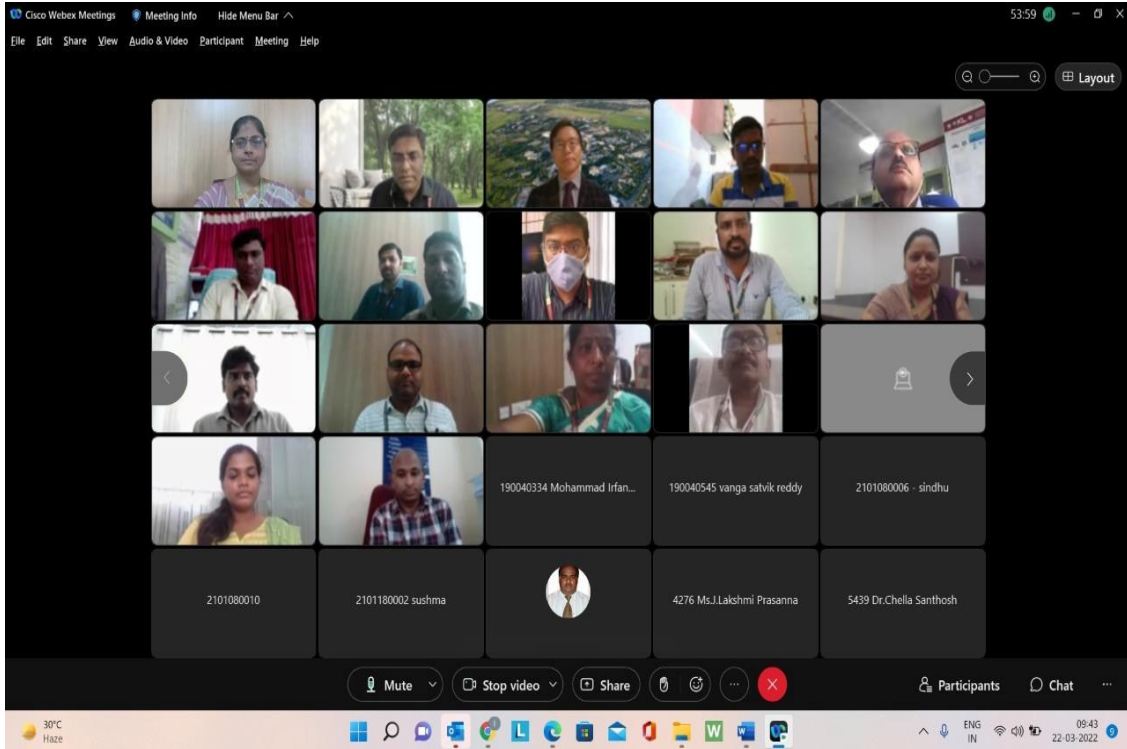 Cisco Webex Meetings Meeting Info Hide Menu Bar
53:59
File Edit Share View Audio & Video Participant Meeting Help
Layout
190040334 Mohammad Irfan...
190040545 vanga satvik reddy
2101080006 - sindhu
2101080010
2101180002 sushma
4276 Ms.J.Lakshmi Prasanna
5439 Dr.Chella Santhosh
Mute
Stop video
Share
Participants
Chat
30°C
Haze
ENG
IN
09:43
22-03-2022